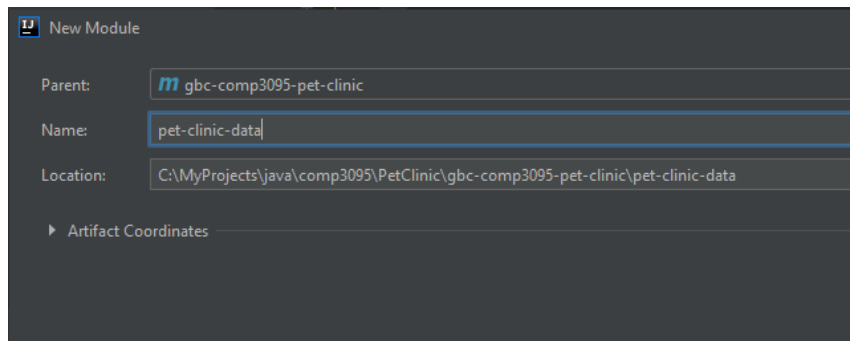 IJ New Module
Parent: m gbc-comp3095-pet-clinic
Name: pet-clinic-data
Location: C:\MyProjects\java\comp3095\PetClinic\gbc-comp3095-pet-clinic\pet-clinic-data
Artifact Coordinates